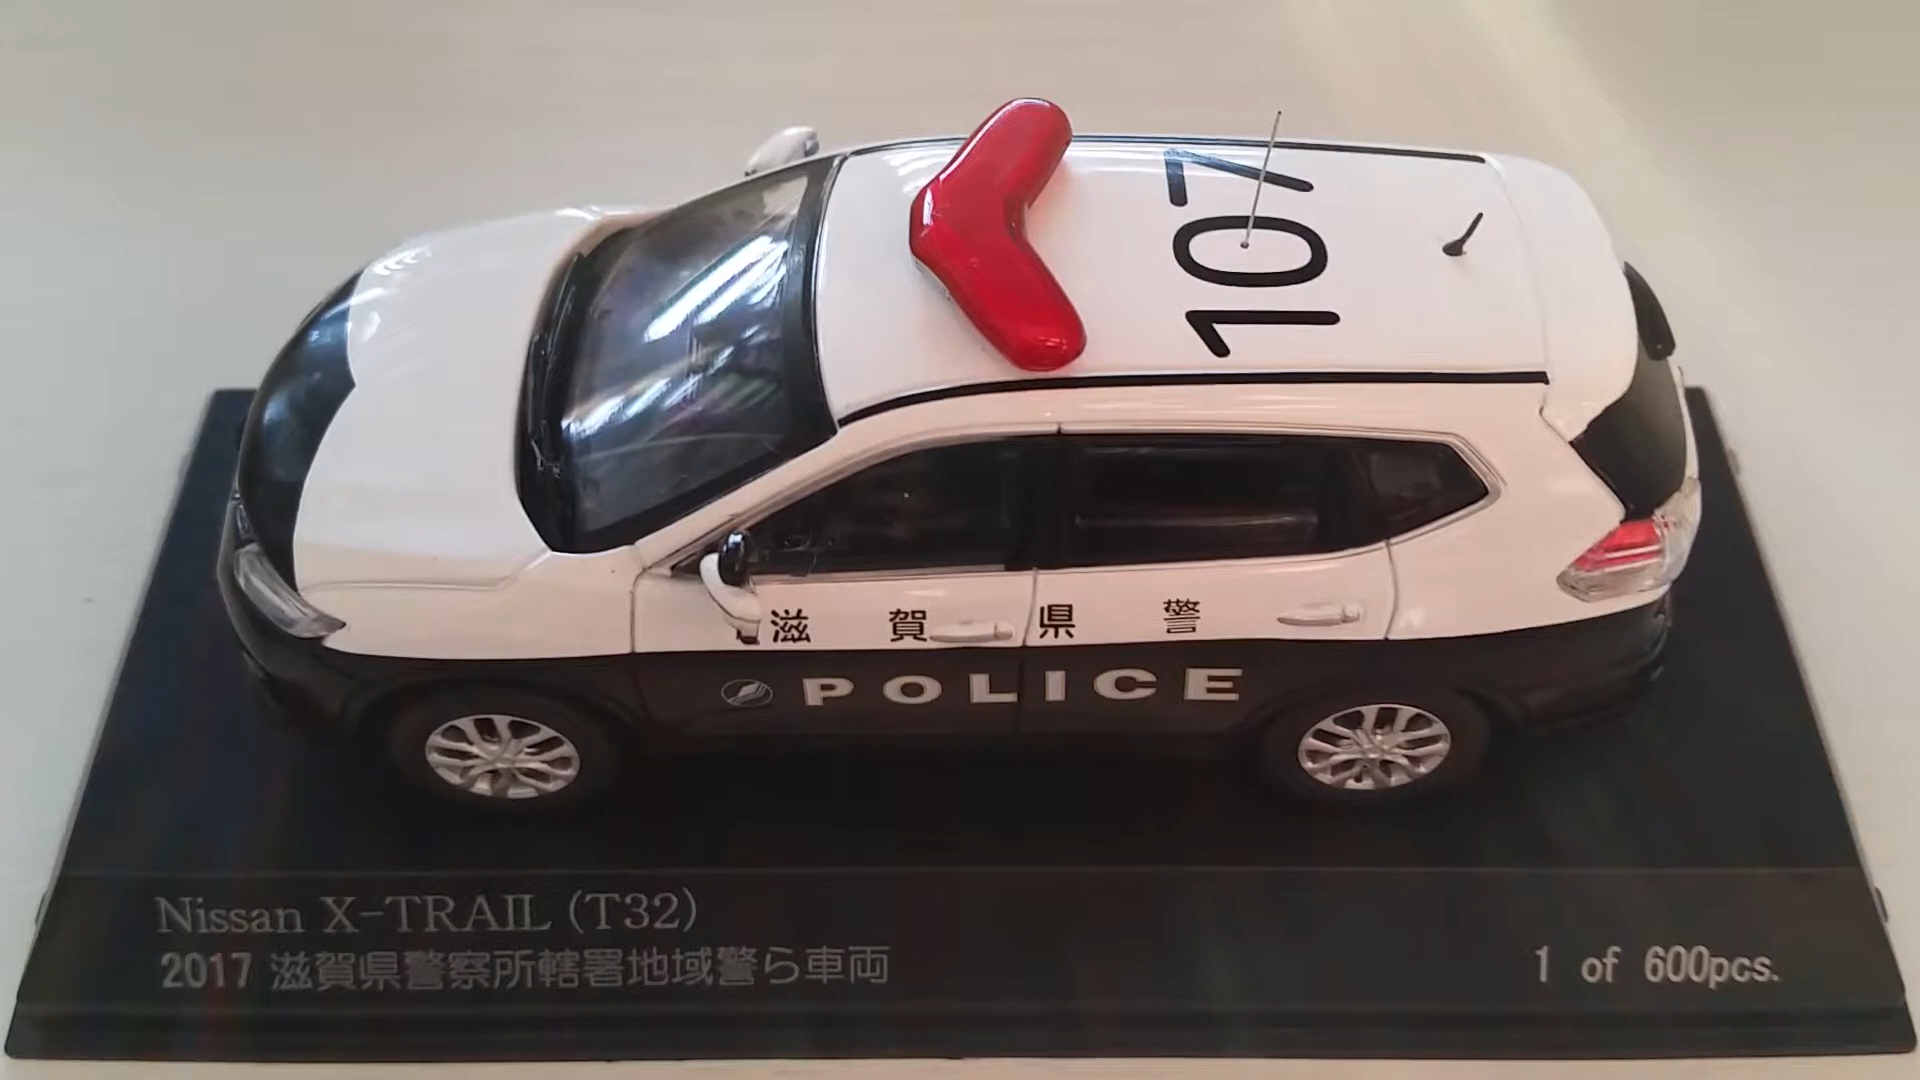 107
滋賀県警
POLICE
Nissan X-TRAIL (T32)
2017 滋賀県警察所轄署地域警ら車両
1 of 600pcs.